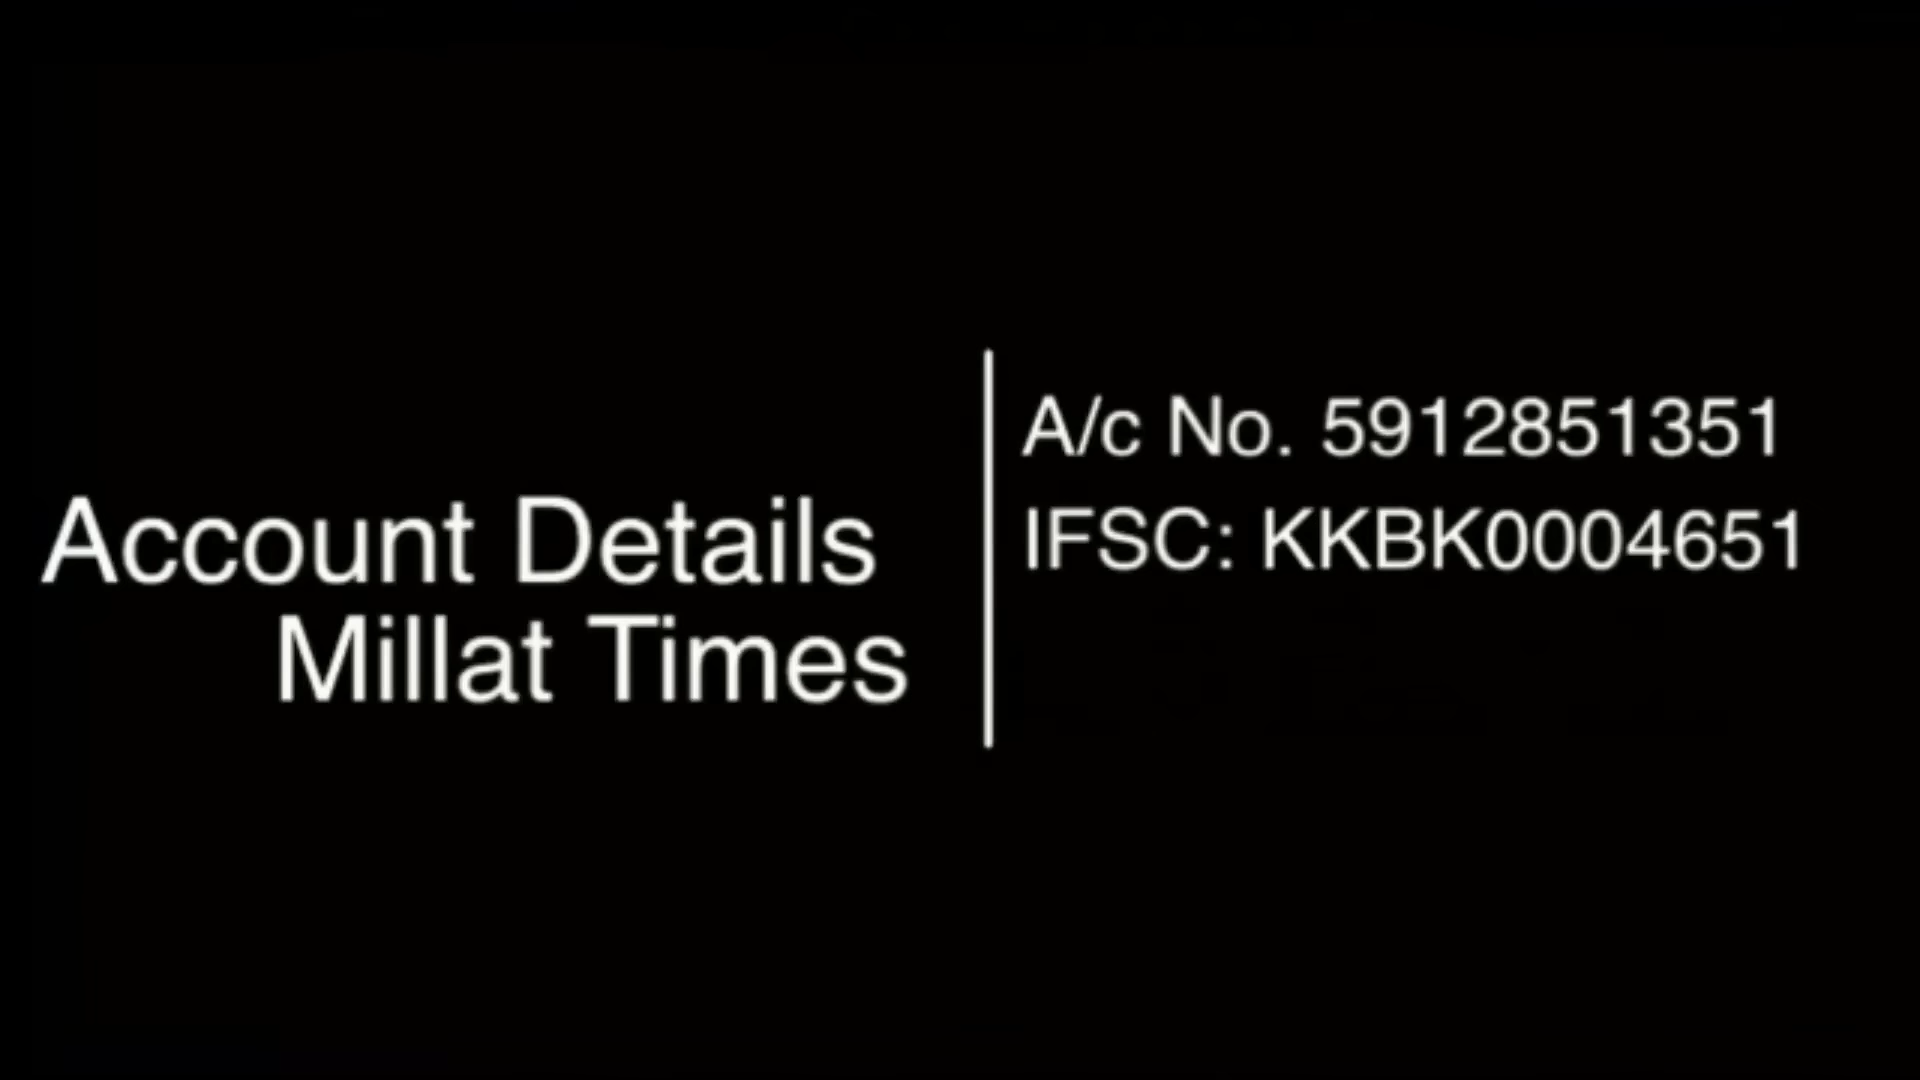 Account Details
Millat Times
A/c No. 5912851351
IFSC: KKBK0004651